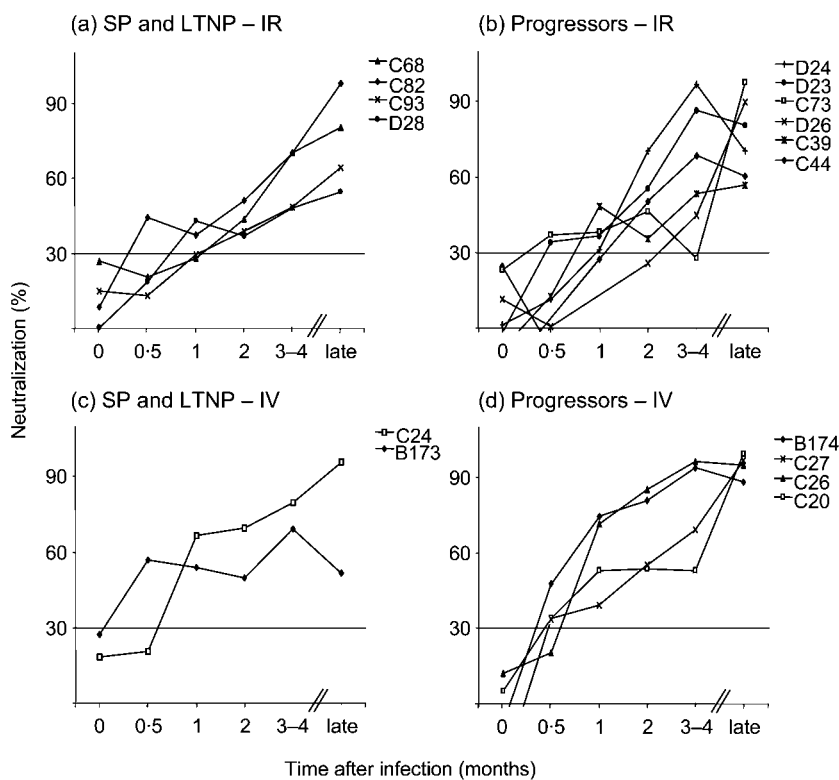 (a) SP and LTNP – IR
C68
C82
C93
D28
90
60
30
0
0·5
1
2
3–4
late
(b) Progressors – IR
D24
D23
C73
D26
C39
C44
90
60
30
0
0·5
1
2
3–4
late
Neutralization (%)
(c) SP and LTNP – IV
C24
B173
90
60
30
0
0·5
1
2
3–4
late
(d) Progressors – IV
B174
C27
C26
C20
90
60
30
0
0·5
1
2
3–4
late
Time after infection (months)